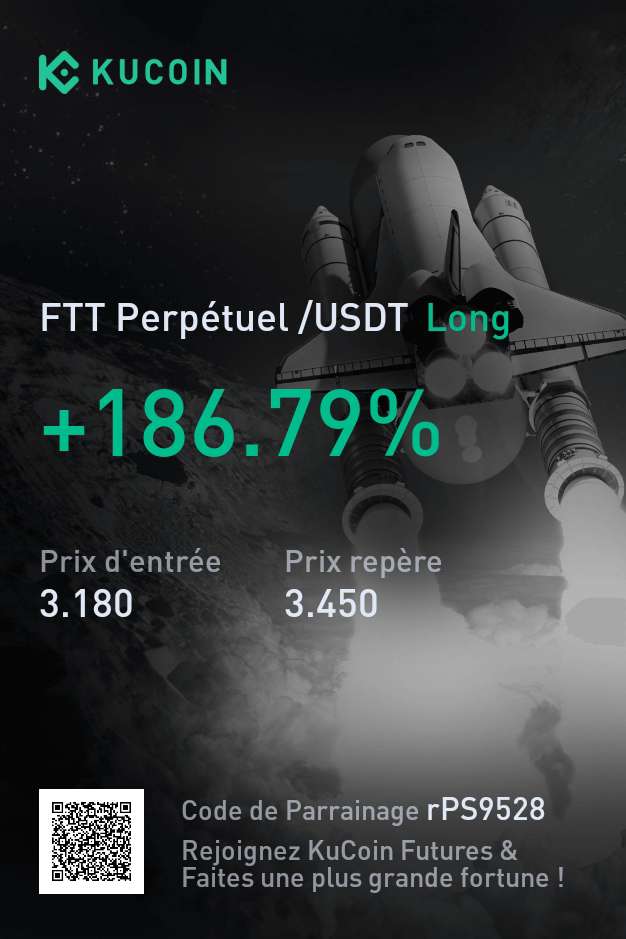 KUCOIN
FTT Perpétuel /USDT Long
+186.79%
Prix d'entrée Prix repère
3.180 3.450
Code de Parrainage rPS9528
Rejoignez KuCoin Futures &
Faites une plus grande fortune !